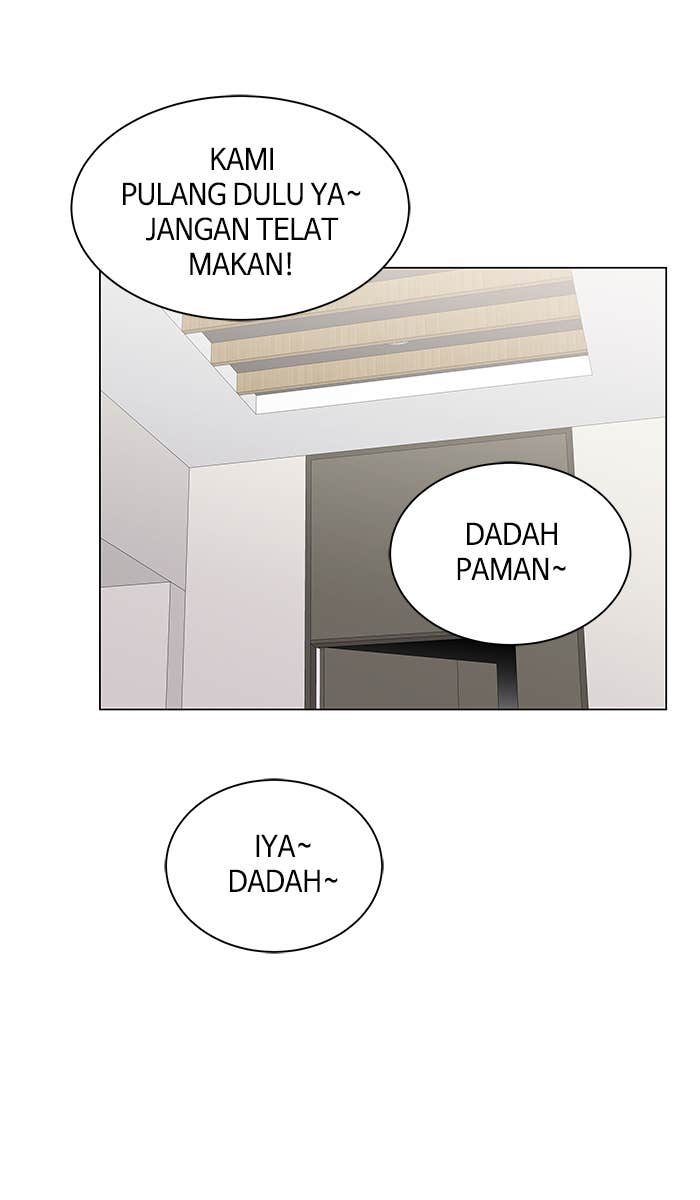 KAMI
PULANG DULU YA~
JANGAN TELAT
MAKAN!
DADAH
PAMAN~
IYA~
DADAH~